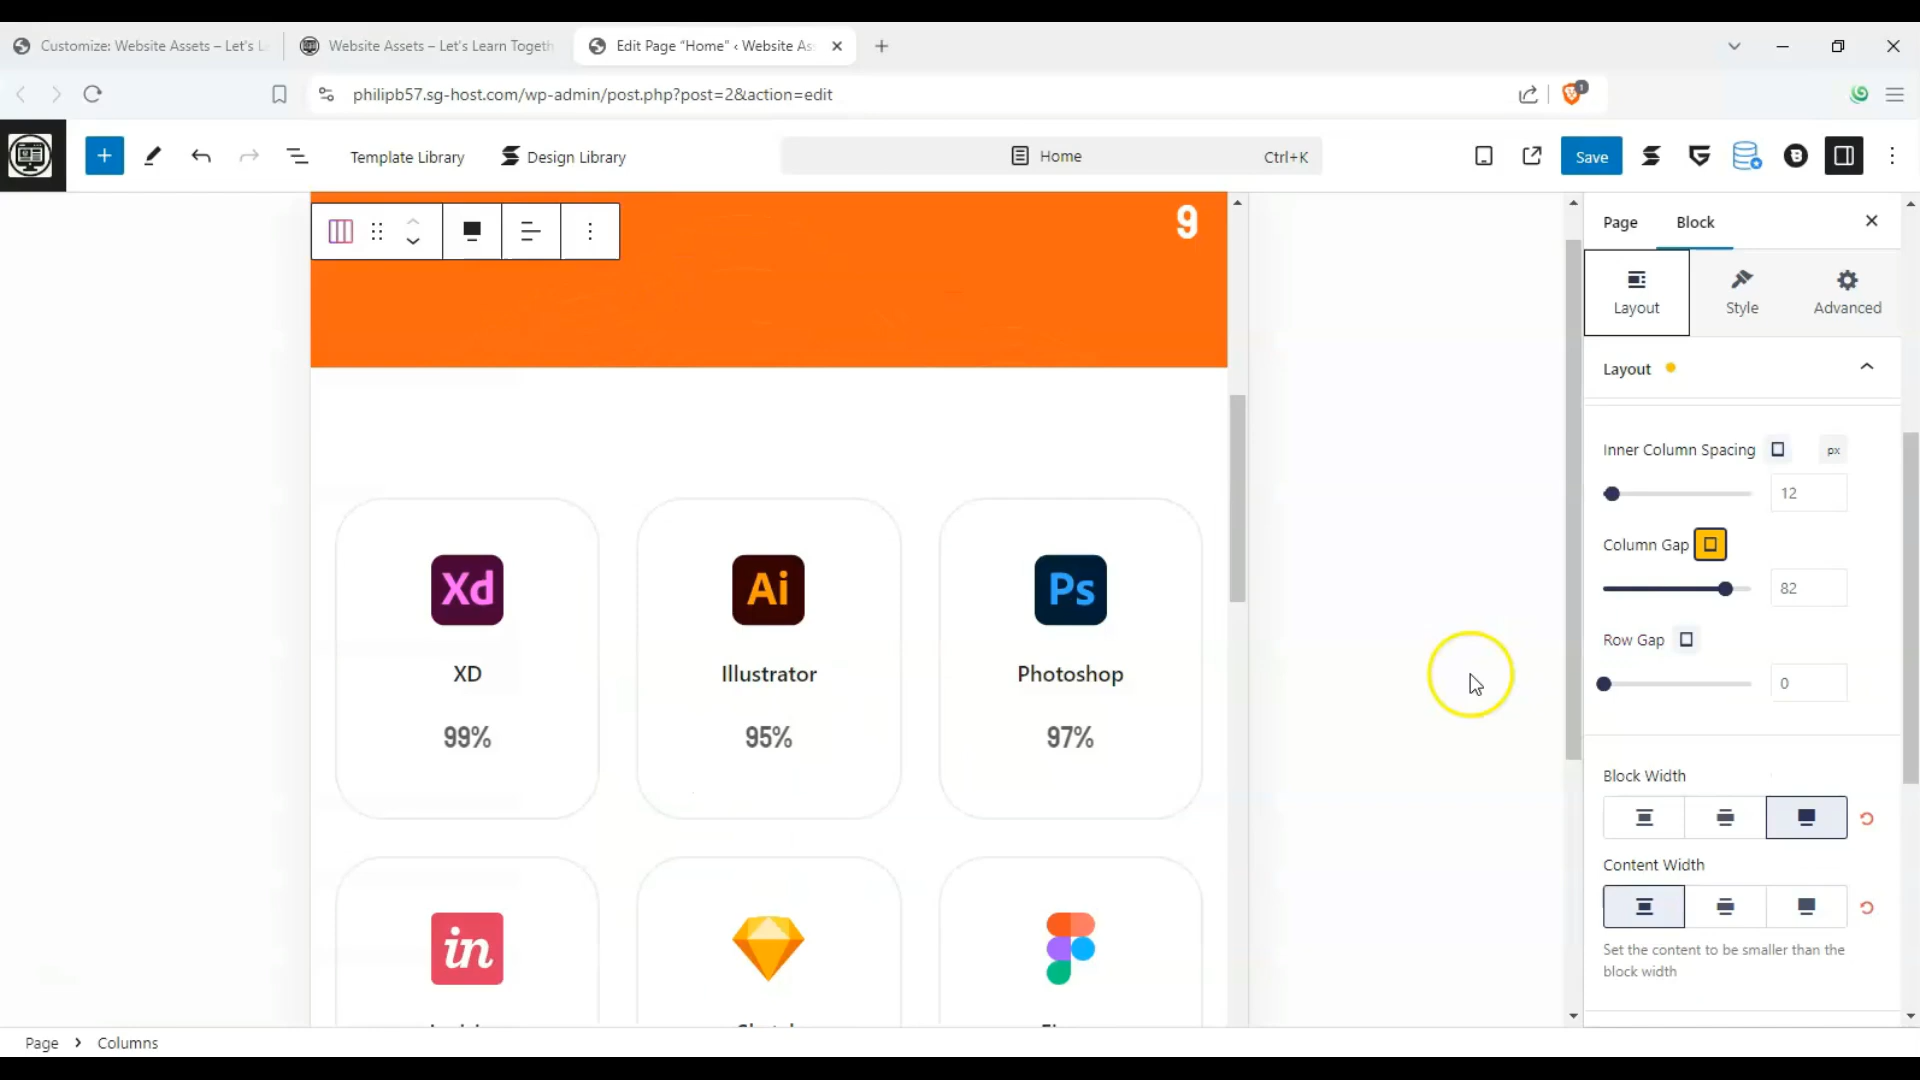 Customize: Website Assets – Let's Le
Website Assets – Let's Learn Togeth
Edit Page “Home” ‹ Website As
philipb57.sg-host.com/wp-admin/post.php?post=2&action=edit
1
Template Library
Design Library
Home
Ctrl+K
Save
9
Page
Block
Layout
Style
Advanced
Layout
Inner Column Spacing
px
12
Column Gap
82
Row Gap
0
Block Width
Content Width
Set the content to be smaller than the
block width
Xd
Ai
Ps
XD
Illustrator
Photoshop
99%
95%
97%
in
Page
Columns